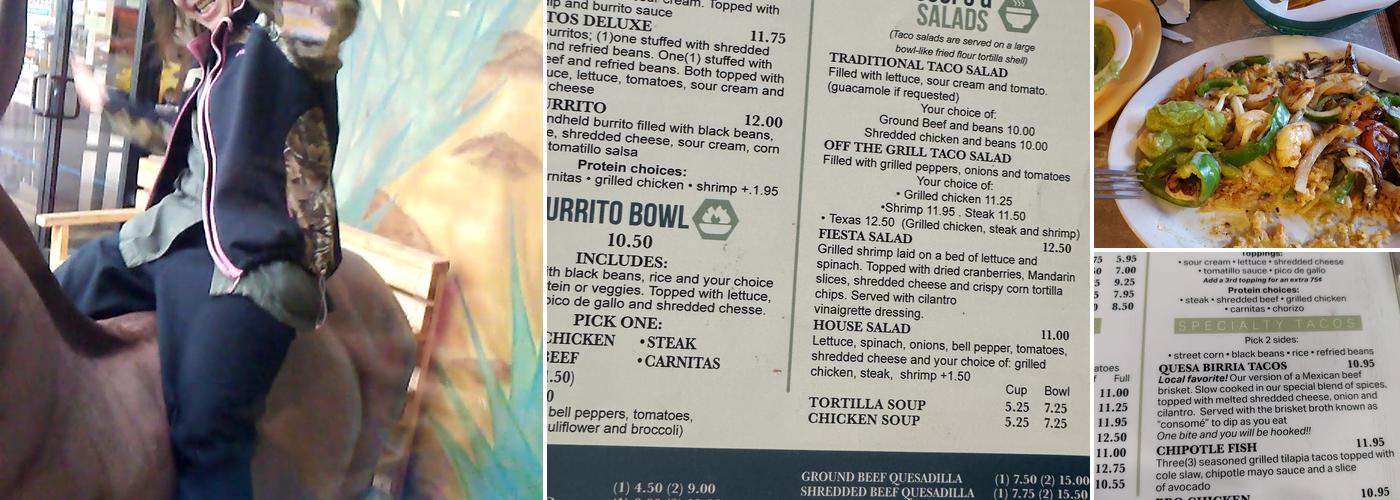 ip and burrito sauce
sour cream. Topped with
TOS DELUXE 11.75
burritos; (1)one stuffed with shredded
and refried beans. One(1) stuffed with
eef and refried beans. Both topped with
uce, lettuce, tomatoes, sour cream and
cheese
URRITO 12.00
ndheld burrito filled with black beans,
e, shredded cheese, sour cream, corn
tomatillo salsa
Protein choices:
rnitas • grilled chicken • shrimp +.1.95
URRITO BOWL
10.50
INCLUDES:
ith black beans, rice and your choice
tein or veggies. Topped with lettuce,
pico de gallo and shredded chesse.
PICK ONE:
CHICKEN •STEAK
BEEF •CARNITAS
.50)
0
bell peppers, tomatoes,
uliflower and broccoli)
(1) 4.50 (2) 9.00
SALADS
(Taco salads are served on a large
bowl-like fried flour tortilla shell)
TRADITIONAL TACO SALAD
Filled with lettuce, sour cream and tomato.
(guacamole if requested)
Your choice of:
Ground Beef and beans 10.00
Shredded chicken and beans 10.00
OFF THE GRILL TACO SALAD
Filled with grilled peppers, onions and tomatoes
Your choice of:
• Grilled chicken 11.25
•Shrimp 11.95 . Steak 11.50
• Texas 12.50 (Grilled chicken, steak and shrimp)
FIESTA SALAD 12.50
Grilled shrimp laid on a bed of lettuce and
spinach. Topped with dried cranberries, Mandarin
slices, shredded cheese and crispy corn tortilla
chips. Served with cilantro
vinaigrette dressing.
HOUSE SALAD 11.00
Lettuce, spinach, onions, bell pepper, tomatoes,
shredded cheese and your choice of: grilled
chicken, steak, shrimp +1.50
Cup Bowl
TORTILLA SOUP 5.25 7.25
CHICKEN SOUP 5.25 7.25
GROUND BEEF QUESADILLA (1) 7.50 (2) 15.00
SHREDDED BEEF QUESADILLA (1) 7.75 (2) 15.50
75 5.95
50 7.00
5 9.25
7.95
0 8.50
atoes
f Full
11.00
11.25
11.95
12.50
11.00
12.75
10.55
Toppings:
• sour cream • lettuce • shredded cheese
• tomatillo sauce • pico de gallo
Add a 3rd topping for an extra 75¢
Protein choices:
• steak • shredded beef • grilled chicken
• carnitas • chorizo
SPECIALTY TACOS
Pick 2 sides:
• street corn • black beans • rice • refried beans
QUESA BIRRIA TACOS 10.95
Local favorite! Our version of a Mexican beef
brisket. Slow cooked in our special blend of spices,
topped with melted shredded cheese, onion and
cilantro. Served with the brisket broth known as
"consomé" to dip as you eat
One bite and you will be hooked!!
CHIPOTLE FISH 11.95
Three(3) seasoned grilled tilapia tacos topped with
cole slaw, chipotle mayo sauce and a slice
of avocado
10.95